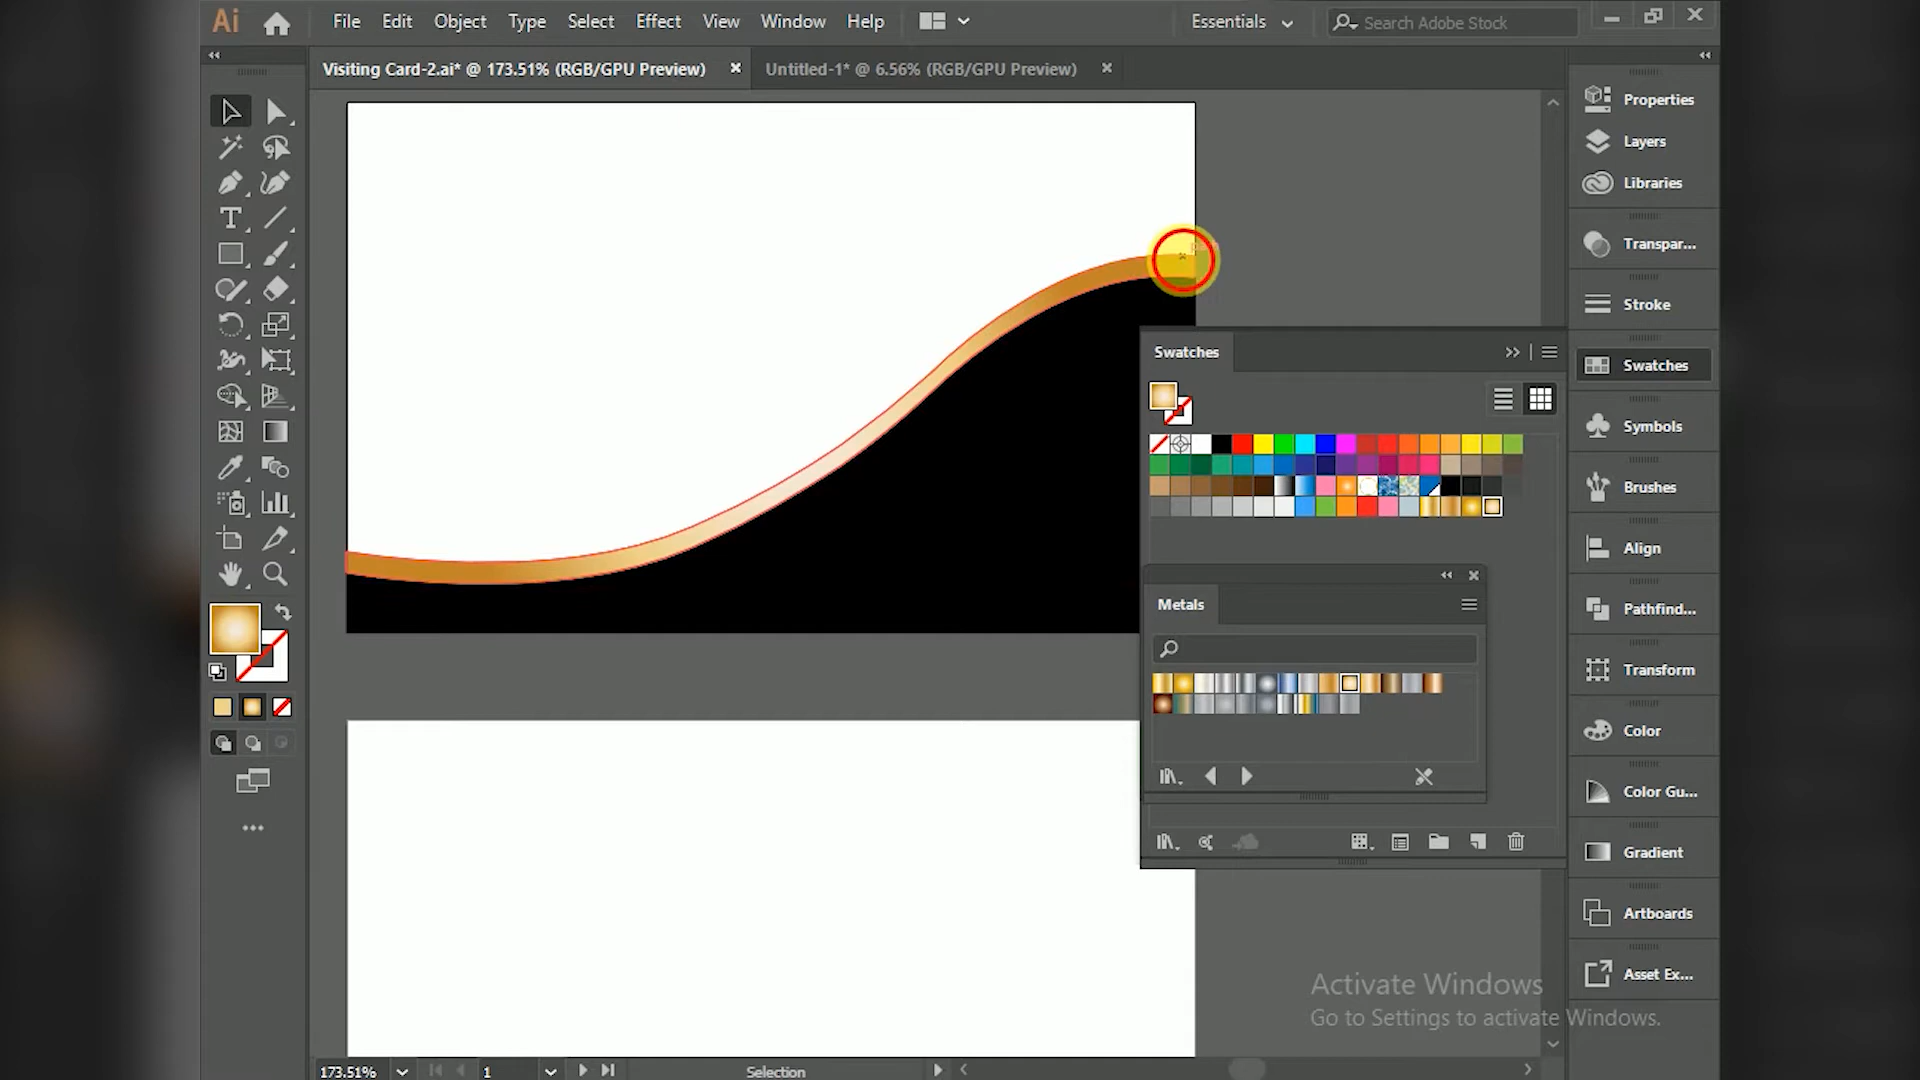 Ai File Edit Object Type Select Effect View Window Help Essentials Search Adobe Stock
Visiting Card-2.ai* @ 173.51% (RGB/GPU Preview) Untitled-1* @ 6.56% (RGB/GPU Preview)
Properties
Layers
Libraries
Transpar...
Stroke
Swatches
Swatches
Symbols
Brushes
Align
Metals
Pathfind...
Transform
Color
Color Gu...
Gradient
Artboards
Asset Ex...
Activate Windows
Go to Settings to activate Windows.
173.51% 1 Selection